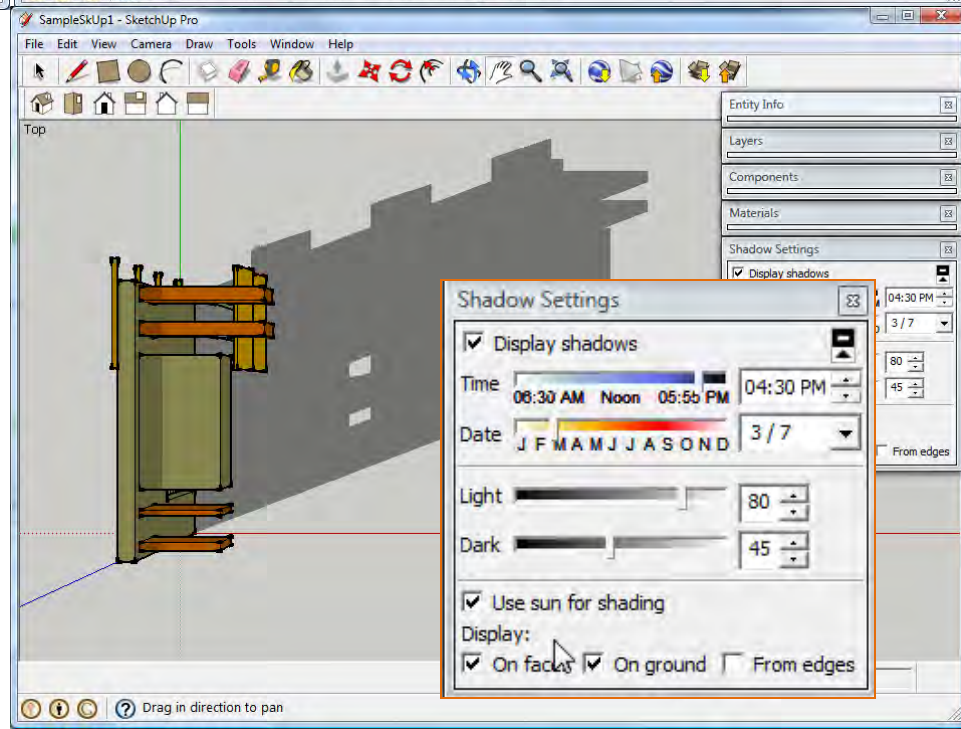 SampleSkUp1 - SketchUp Pro
File Edit View Camera Draw Tools Window Help
Top
Entity Info
Layers
Components
Materials
Shadow Settings
Display shadows
04:30 PM
3/7
80
45
From edges
Shadow Settings
Display shadows
Time 06:30 AM Noon 05:55 PM 04:30 PM
Date J F M A M J J A S O N D 3/7
Light 80
Dark 45
Use sun for shading
Display:
On faces On ground From edges
Drag in direction to pan